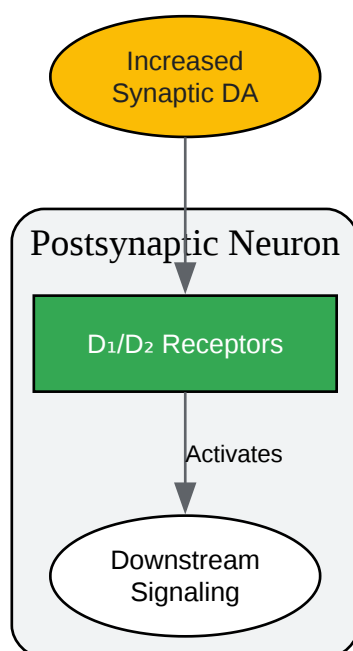 Increased
Synaptic DA
Postsynaptic Neuron
D₁/D₂ Receptors
Activates
Downstream
Signaling